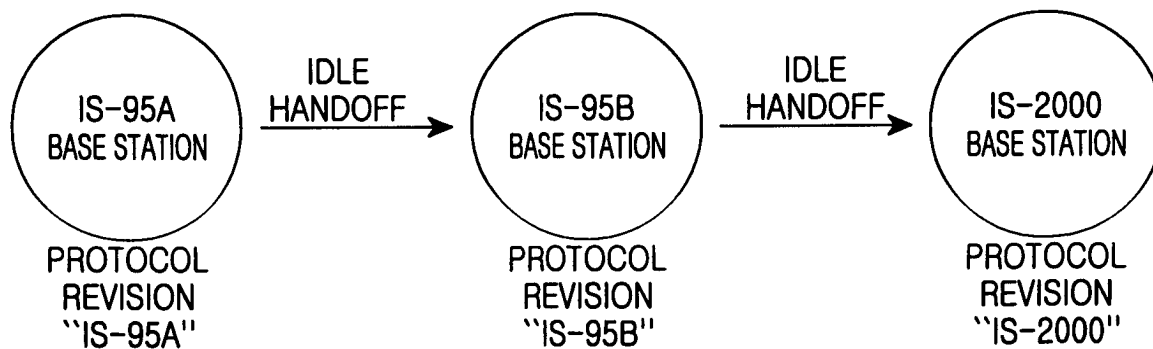 IS-95A
BASE STATION
IDLE
HANDOFF
IS-95B
BASE STATION
IDLE
HANDOFF
IS-2000
BASE STATION
PROTOCOL
REVISION
``IS-95A"
PROTOCOL
REVISION
``IS-95B"
PROTOCOL
REVISION
``IS-2000"